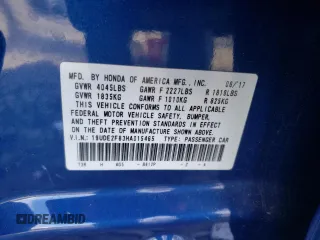 MFD. BY HONDA OF AMERICA MFG., INC. 06/17
GVWR 4045LBS GAWR F 2227LBS R 1818LBS
GVWR 1835KG GAWR F 1010KG R 825KG
THIS VEHICLE CONFORMS TO ALL APPLICABLE
FEDERAL MOTOR VEHICLE SAFETY, BUMPER,
AND THEFT PREVENTION STANDARDS IN EFFECT ON
THE DATE OF MANUFACTURE SHOWN ABOVE.
V.I.N: 19UDE2F83HA015465 TYPE: PASSENGER CAR
DREAMBID